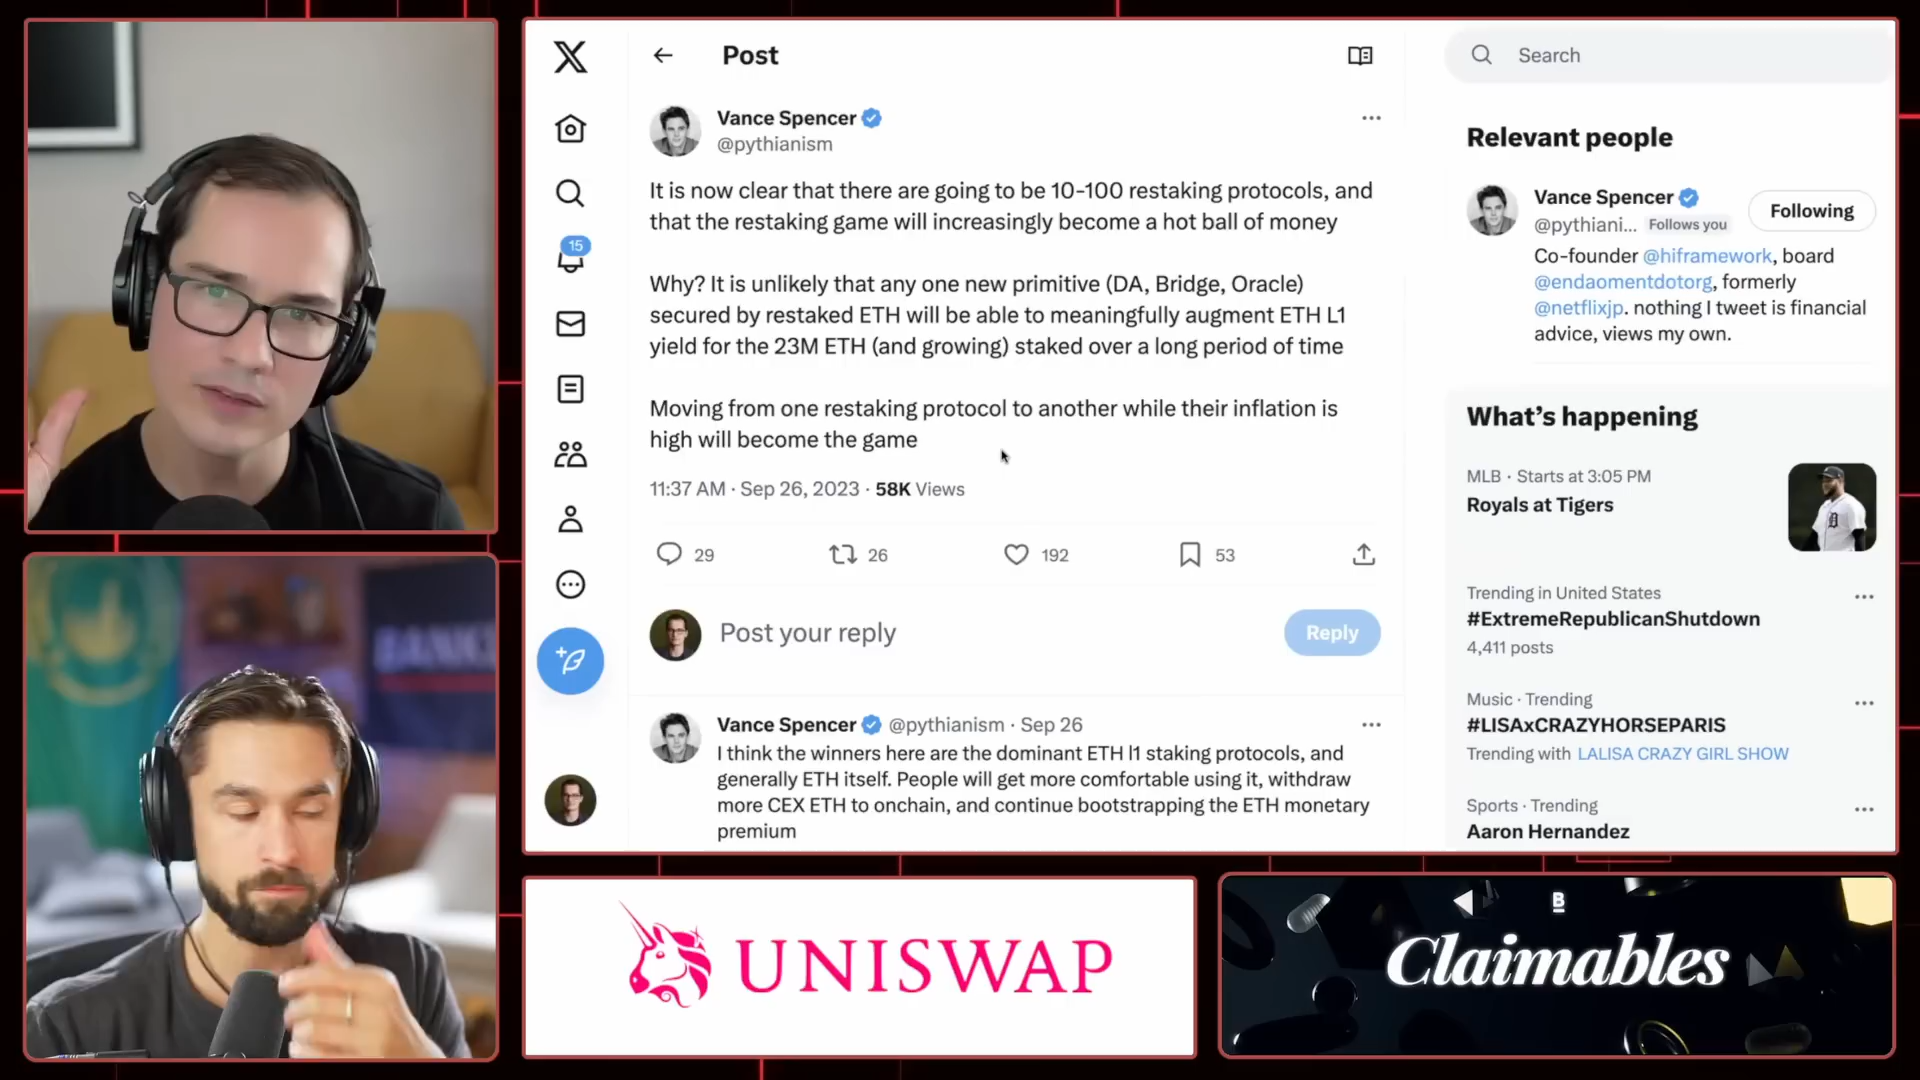 Post
Search
Vance Spencer
@pythianism
It is now clear that there are going to be 10-100 restaking protocols, and
that the restaking game will increasingly become a hot ball of money
Why? It is unlikely that any one new primitive (DA, Bridge, Oracle)
secured by restaked ETH will be able to meaningfully augment ETH L1
yield for the 23M ETH (and growing) staked over a long period of time
Moving from one restaking protocol to another while their inflation is
high will become the game
11:37 AM · Sep 26, 2023 · 58K Views
29 26 192 53
Post your reply
Reply
Vance Spencer @pythianism · Sep 26
I think the winners here are the dominant ETH l1 staking protocols, and
generally ETH itself. People will get more comfortable using it, withdraw
more CEX ETH to onchain, and continue bootstrapping the ETH monetary
premium
15
Relevant people
Vance Spencer
Following
@pythiani... Follows you
Co-founder @hiframework, board
@endaomentdotorg, formerly
@netflixjp. nothing I tweet is financial
advice, views my own.
What's happening
MLB · Starts at 3:05 PM
Royals at Tigers
Trending in United States
#ExtremeRepublicanShutdown
4,411 posts
Music · Trending
#LISAxCRAZYHORSEPARIS
Trending with LALISA CRAZY GIRL SHOW
Sports · Trending
Aaron Hernandez
UNISWAP
B
Claimables